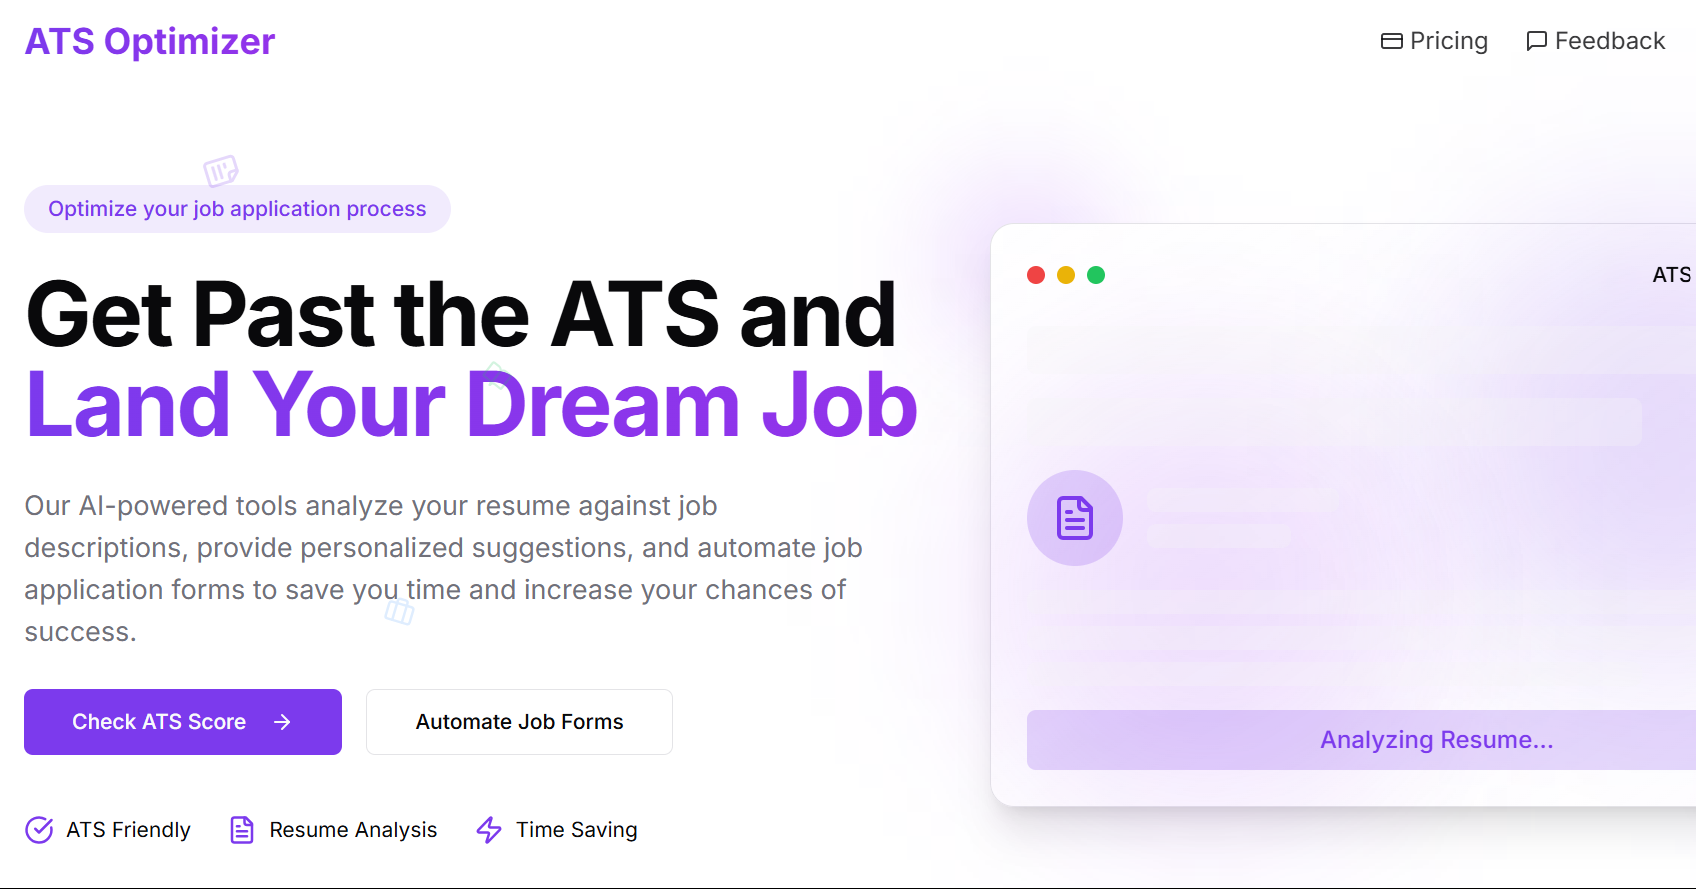 ATS Optimizer
Pricing
Feedback
Optimize your job application process
Get Past the ATS and
Land Your Dream Job
Our AI-powered tools analyze your resume against job
descriptions, provide personalized suggestions, and automate job
application forms to save you time and increase your chances of
success.
Check ATS Score
Automate Job Forms
ATS Friendly
Resume Analysis
Time Saving
ATS
Analyzing Resume...